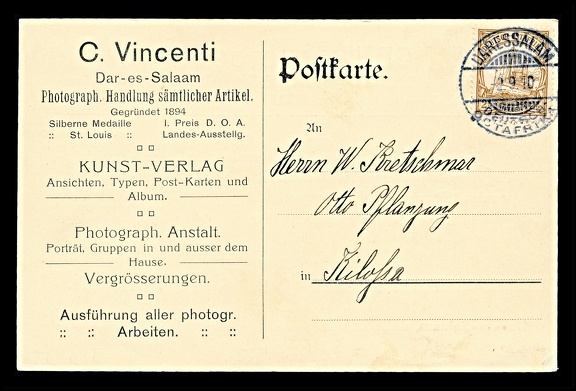 C. Vincenti
Dar-es-Salaam
Photograph. Handlung sämtlicher Artikel.
Gegründet 1894
Silberne Medaille I. Preis D. O. A.
:: St. Louis :: Landes-Ausstellg.
KUNST-VERLAG
Ansichten, Typen, Post-Karten und
Album.
Photograph. Anstalt.
Porträt, Gruppen in und ausser dem
Hause.
Vergrösserungen.
Ausführung aller photogr.
:: :: Arbeiten. :: ::
Postkarte.
DARESSALAM
An
Herrn W. Kretschmar
Otto Pflanzung
in Kilossa